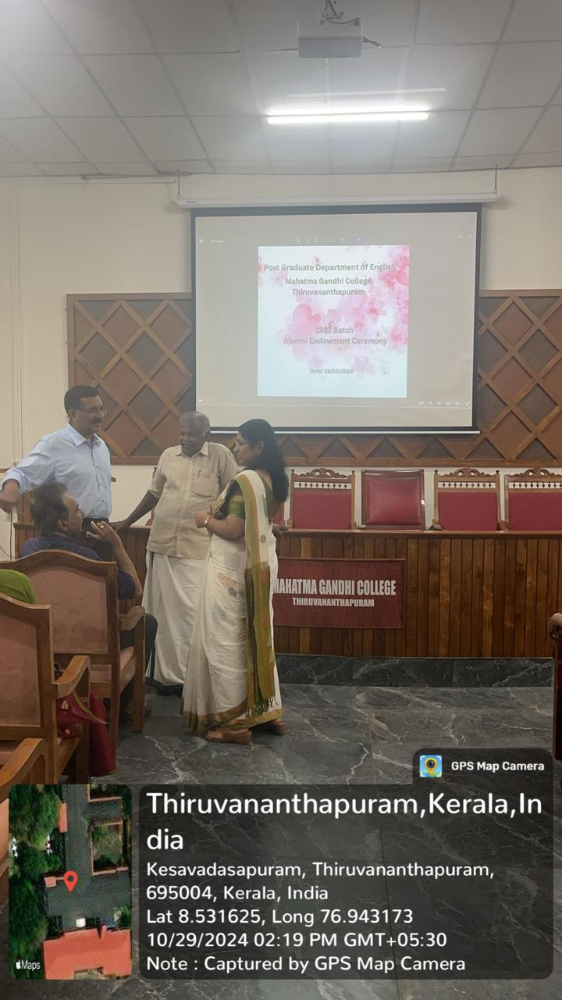 Post Graduate Department of English
Mahatma Gandhi College,
Thiruvananthapuram
1982 Batch
Alumni Endowment Ceremony
Date: 29/10/2024
MAHATMA GANDHI COLLEGE
THIRUVANANTHAPURAM
GPS Map Camera
Thiruvananthapuram,Kerala,In
dia
Kesavadasapuram, Thiruvananthapuram,
695004, Kerala, India
Lat 8.531625, Long 76.943173
10/29/2024 02:19 PM GMT+05:30
Note : Captured by GPS Map Camera
Maps